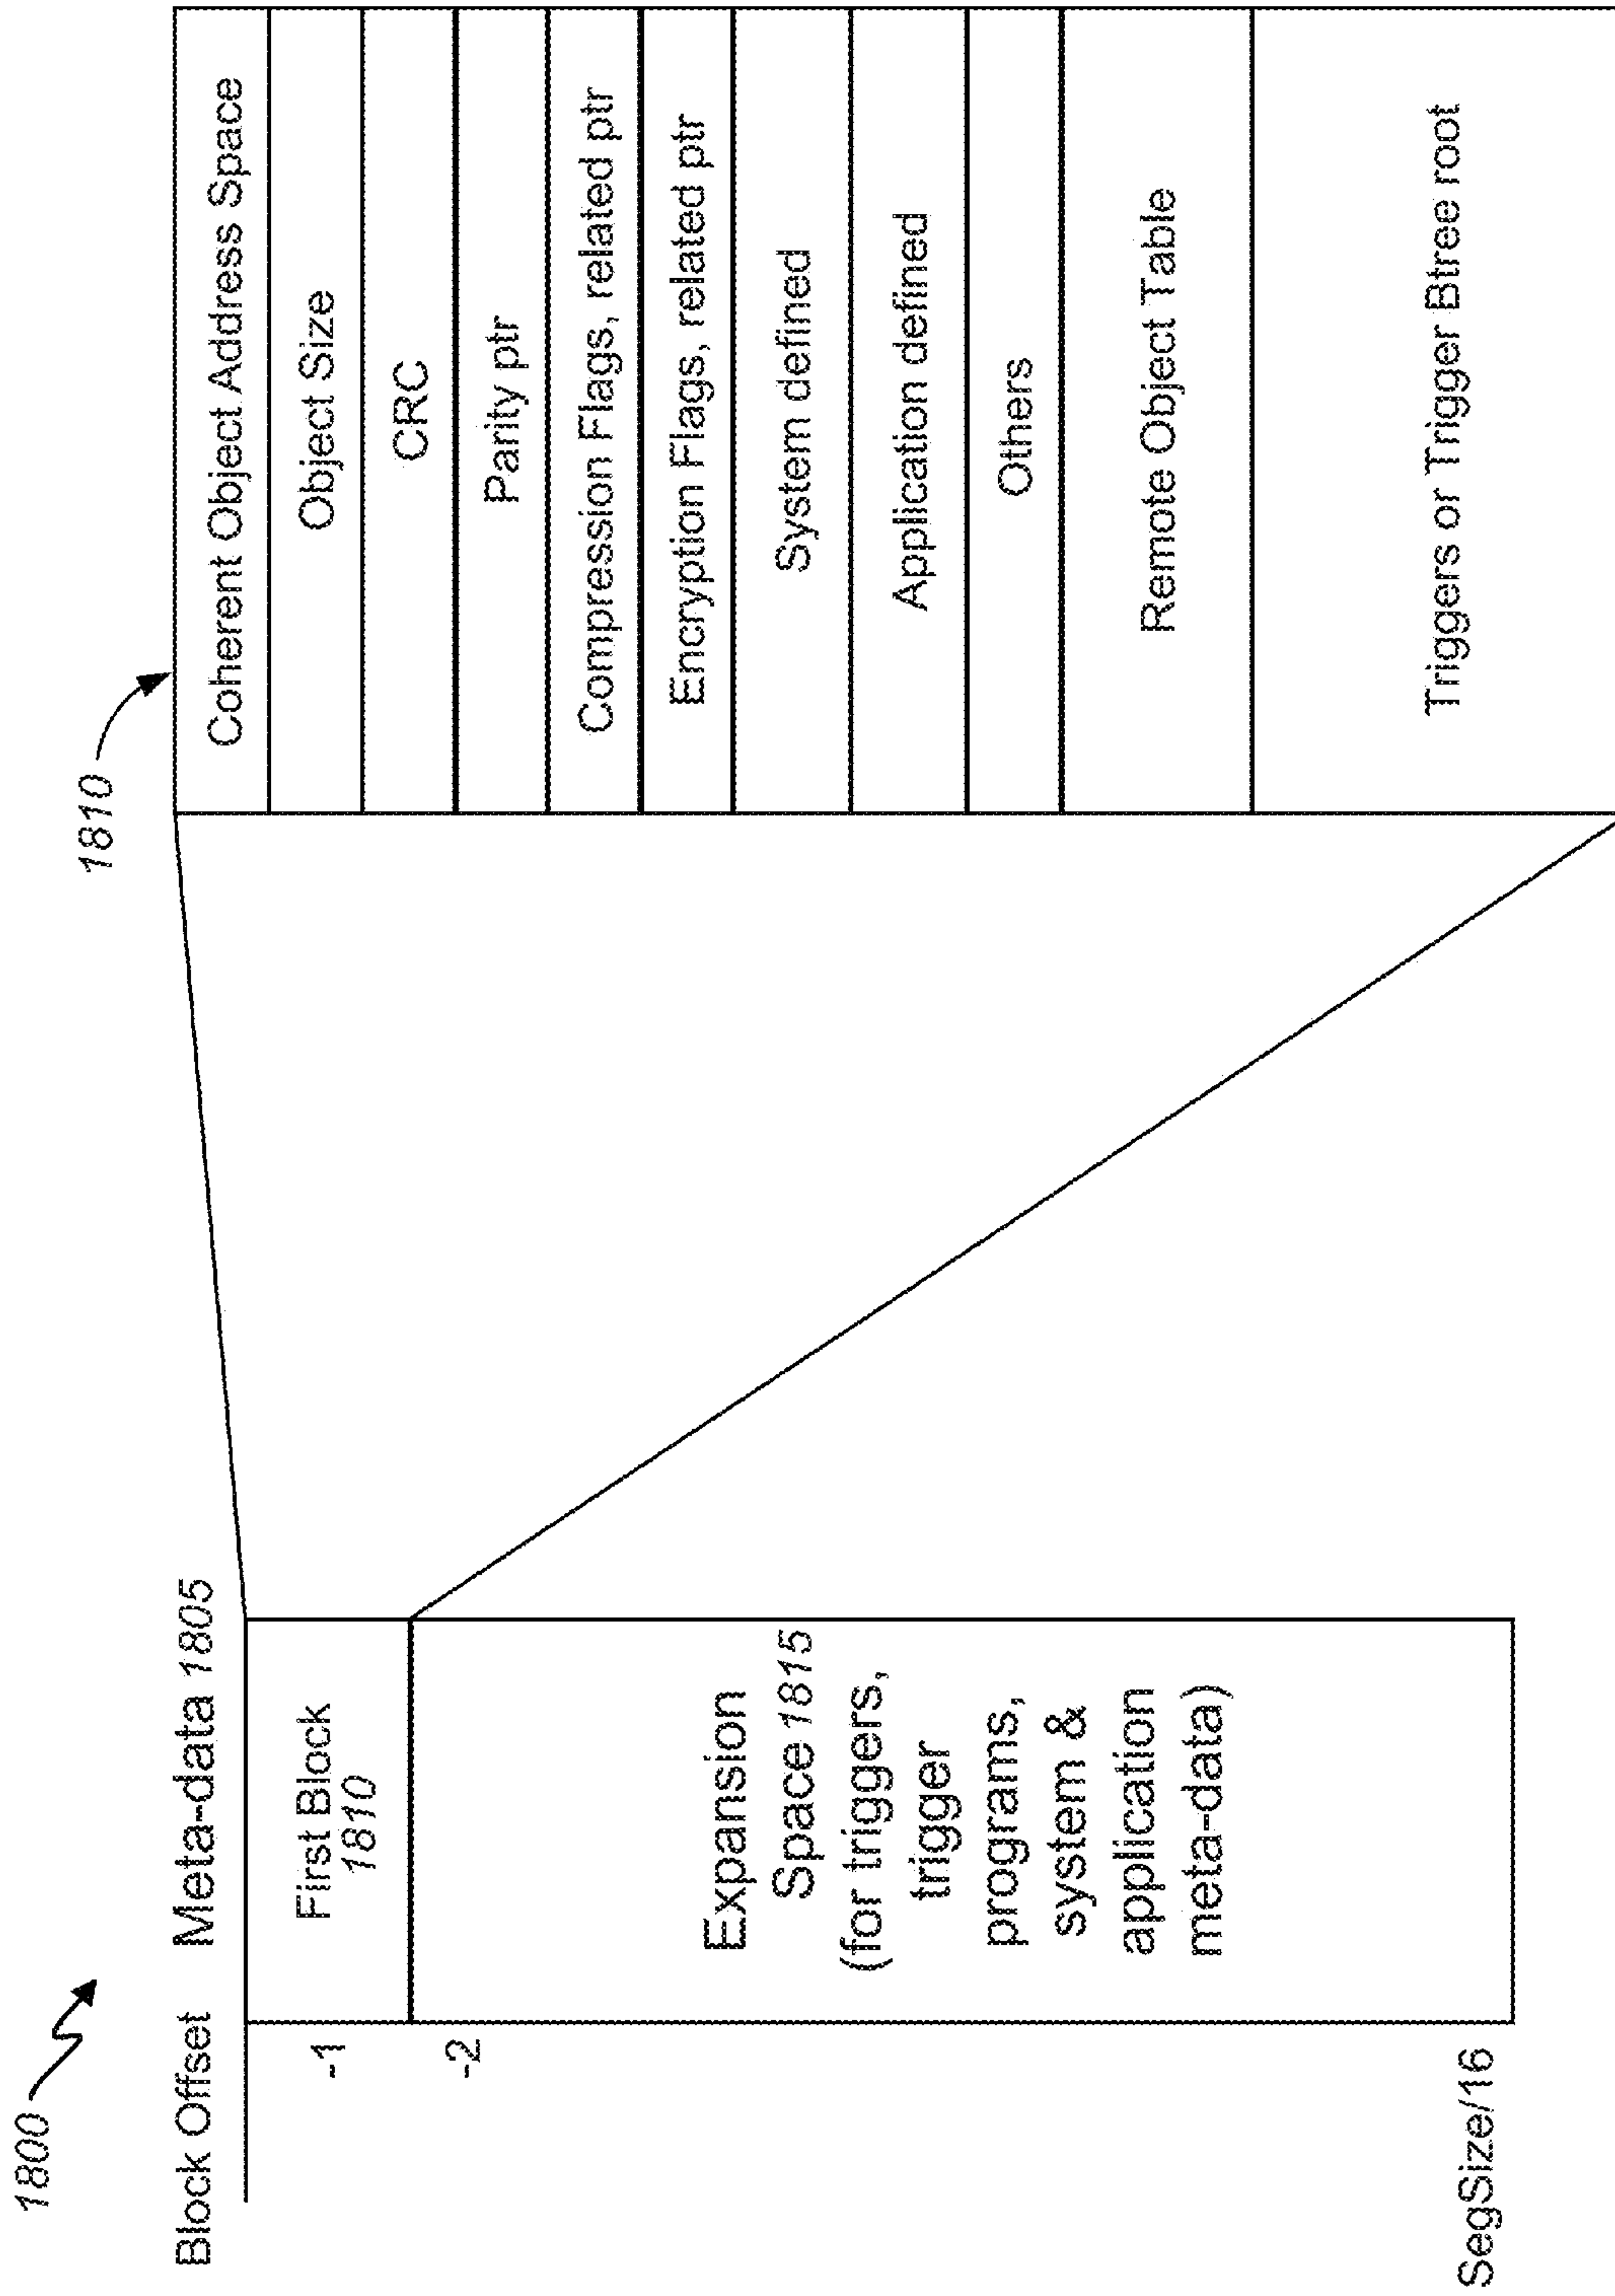 1800
Block Offset
Meta-data 1805
-1
First Block
1810
-2
Expansion
Space 1815
(for triggers,
trigger
programs,
system &
application
meta-data)
SegSize/16
1810
Coherent Object Address Space
Object Size
CRC
Parity ptr
Compression Flags, related ptr
Encryption Flags, related ptr
System defined
Application defined
Others
Remote Object Table
Triggers or Trigger Btree root